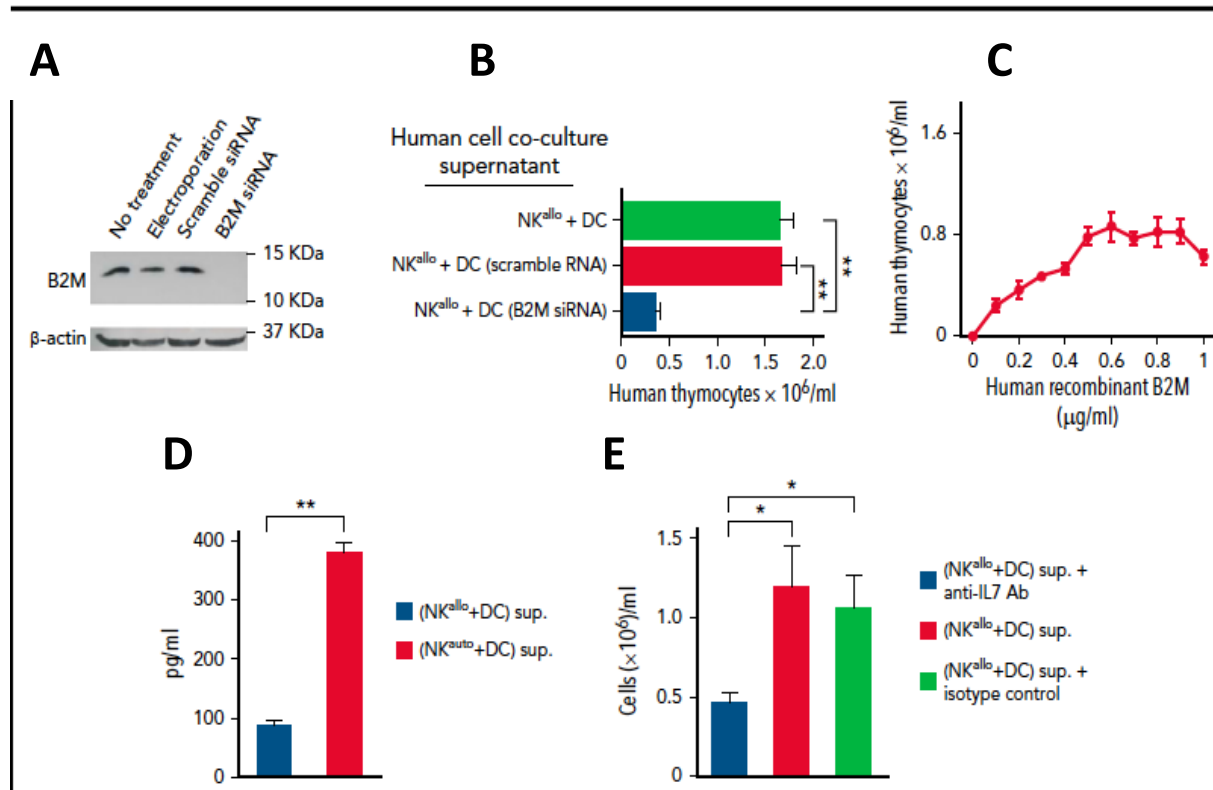 A
B
C
No treatment
Electroporation
Scramble siRNA
B2M siRNA
B2M
15 KDa
10 KDa
β-actin
37 KDa
Human cell co-culture
supernatant
NKallo + DC
NKallo + DC (scramble RNA)
NKallo + DC (B2M siRNA)
**
**
0 0.5 1.0 1.5 2.0
Human thymocytes × 10⁶/ml
Human thymocytes × 10⁶/ml
1.6
0.8
0
0 0.2 0.4 0.6 0.8 1
Human recombinant B2M
(μg/ml)
D
E
**
pg/ml
400
300
200
100
0
(NKallo+DC) sup.
(NKauto+DC) sup.
*
*
Cells (×10⁶)/ml
1.5
1.0
0.5
0
(NKallo+DC) sup. +
anti-IL7 Ab
(NKallo+DC) sup.
(NKallo+DC) sup. +
isotype control